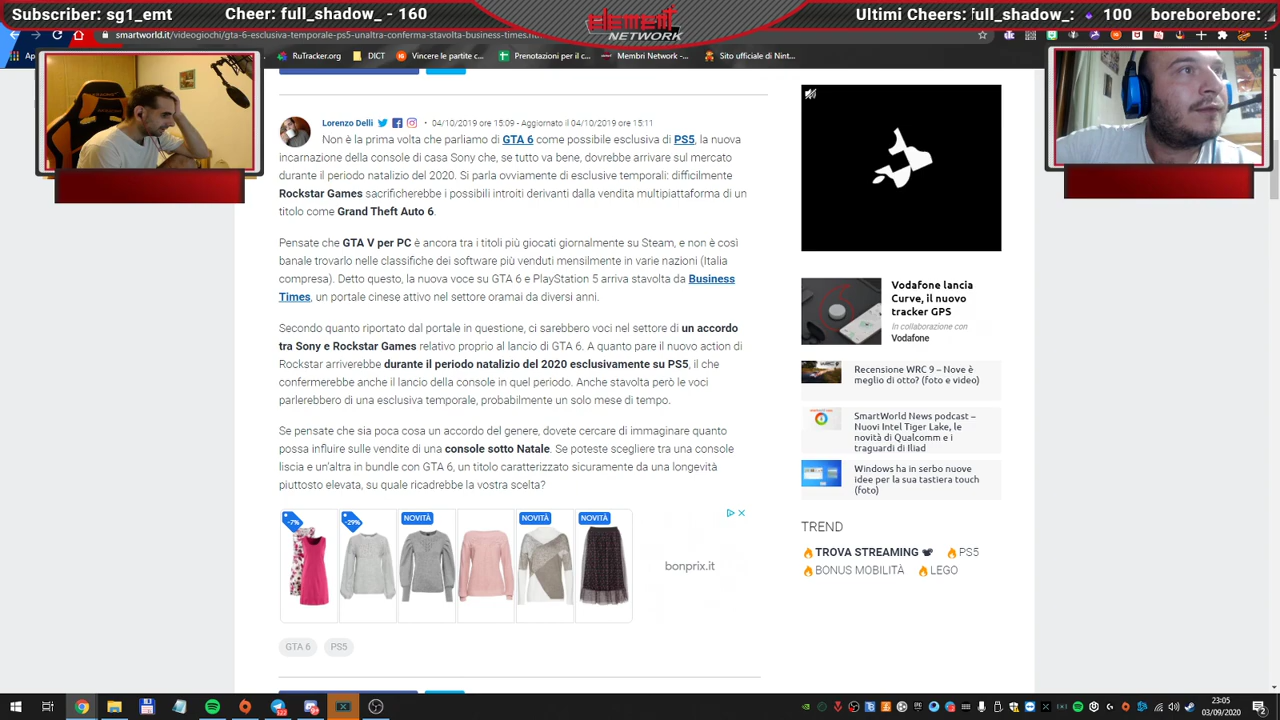 Subscriber: sg1_emt
Cheer: full_shadow_ - 160
element
NETWORK
Ultimi Cheers: full_shadow_: 100 boreborebore:
smartworld.it/videogiochi/gta-6-esclusiva-temporale-ps5-unaltra-conferma-stavolta-business-times.
RuTracker.org
DICT
Vincere le partite c...
Prenotazioni per il c...
Membri Network -...
Sito ufficiale di Nint...
Lorenzo Delli • 04/10/2019 ore 15:09 - Aggiornato il 04/10/2019 ore 15:11
Non è la prima volta che parliamo di GTA 6 come possibile esclusiva di PS5, la nuova
incarnazione della console di casa Sony che, se tutto va bene, dovrebbe arrivare sul mercato
durante il periodo natalizio del 2020. Si parla ovviamente di esclusive temporali: difficilmente
Rockstar Games sacrificherebbe i possibili introiti derivanti dalla vendita multipiattaforma di un
titolo come Grand Theft Auto 6.
Pensate che GTA V per PC è ancora tra i titoli più giocati giornalmente su Steam, e non è così
banale trovarlo nelle classifiche dei software più venduti mensilmente in varie nazioni (Italia
compresa). Detto questo, la nuova voce su GTA 6 e PlayStation 5 arriva stavolta da Business
Times, un portale cinese attivo nel settore oramai da diversi anni.
Secondo quanto riportato dal portale in questione, ci sarebbero voci nel settore di un accordo
tra Sony e Rockstar Games relativo proprio al lancio di GTA 6. A quanto pare il nuovo action di
Rockstar arriverebbe durante il periodo natalizio del 2020 esclusivamente su PS5, il che
confermerebbe anche il lancio della console in quel periodo. Anche stavolta però le voci
parlerebbero di una esclusiva temporale, probabilmente un solo mese di tempo.
Se pensate che sia poca cosa un accordo del genere, dovete cercare di immaginare quanto
possa influire sulle vendite di una console sotto Natale. Se poteste scegliere tra una console
liscia e un'altra in bundle con GTA 6, un titolo caratterizzato sicuramente da una longevità
piuttosto elevata, su quale ricadrebbe la vostra scelta?
-7%
-29%
NOVITÀ
NOVITÀ
NOVITÀ
bonprix.it
GTA 6
PS5
Vodafone lancia
Curve, il nuovo
tracker GPS
In collaborazione con
Vodafone
Recensione WRC 9 – Nove è
meglio di otto? (foto e video)
SmartWorld News podcast –
Nuovi Intel Tiger Lake, le
novità di Qualcomm e i
traguardi di Iliad
Windows ha in serbo nuove
idee per la sua tastiera touch
(foto)
TREND
TROVA STREAMING
PS5
BONUS MOBILITÀ
LEGO
23:05
03/09/2020
2